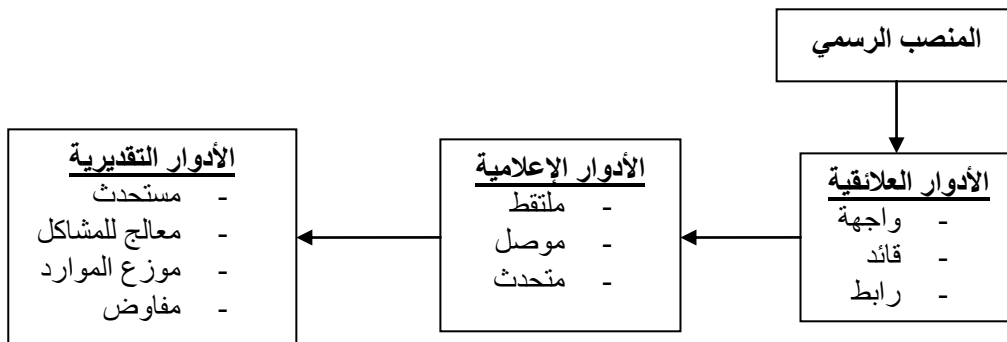 المنصب الرسمي
الأدوار العلائقية
- واجهة
- قائد
- رابط
الأدوار الإعلامية
- ملتقط
- موصل
- متحدث
الأدوار التقديرية
- مستحدث
- معالج للمشاكل
- موزع الموارد
- مفاوض